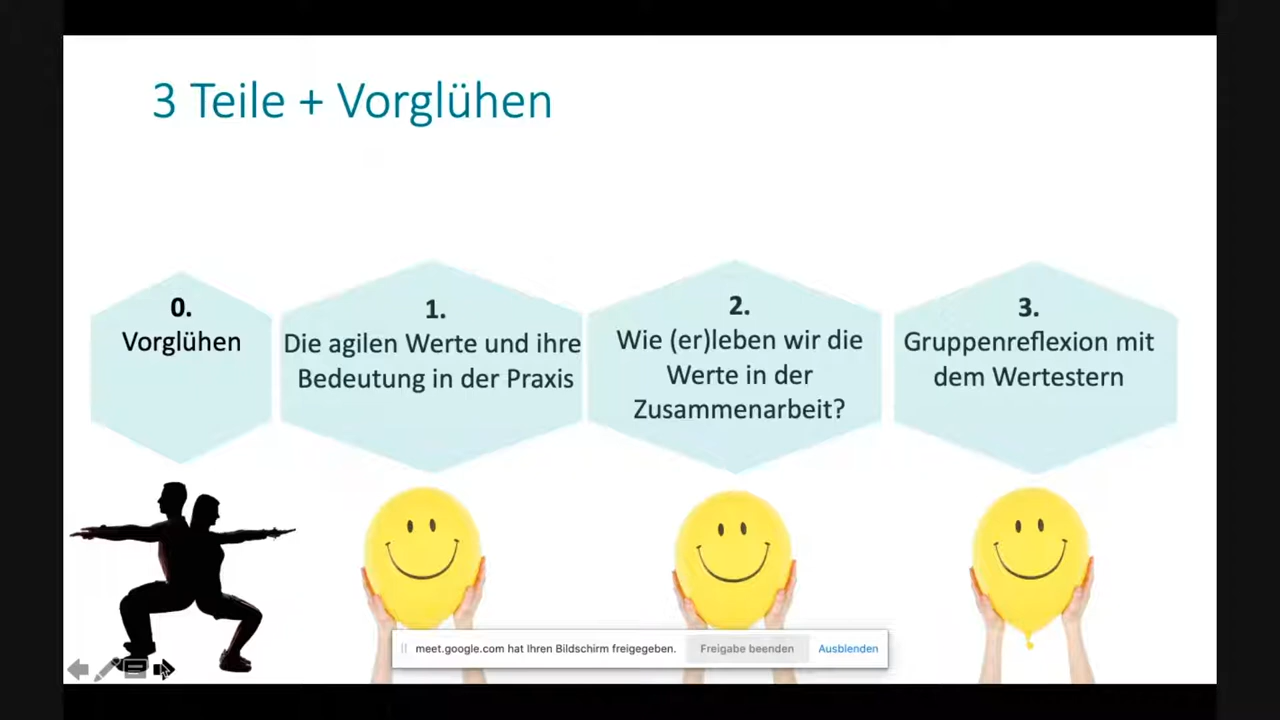 3 Teile + Vorglühen
0.
Vorglühen
1.
Die agilen Werte und ihre
Bedeutung in der Praxis
2.
Wie (er)leben wir die
Werte in der
Zusammenarbeit?
3.
Gruppenreflexion mit
dem Wertestern
meet.google.com hat Ihren Bildschirm freigegeben.
Freigabe beenden
Ausblenden